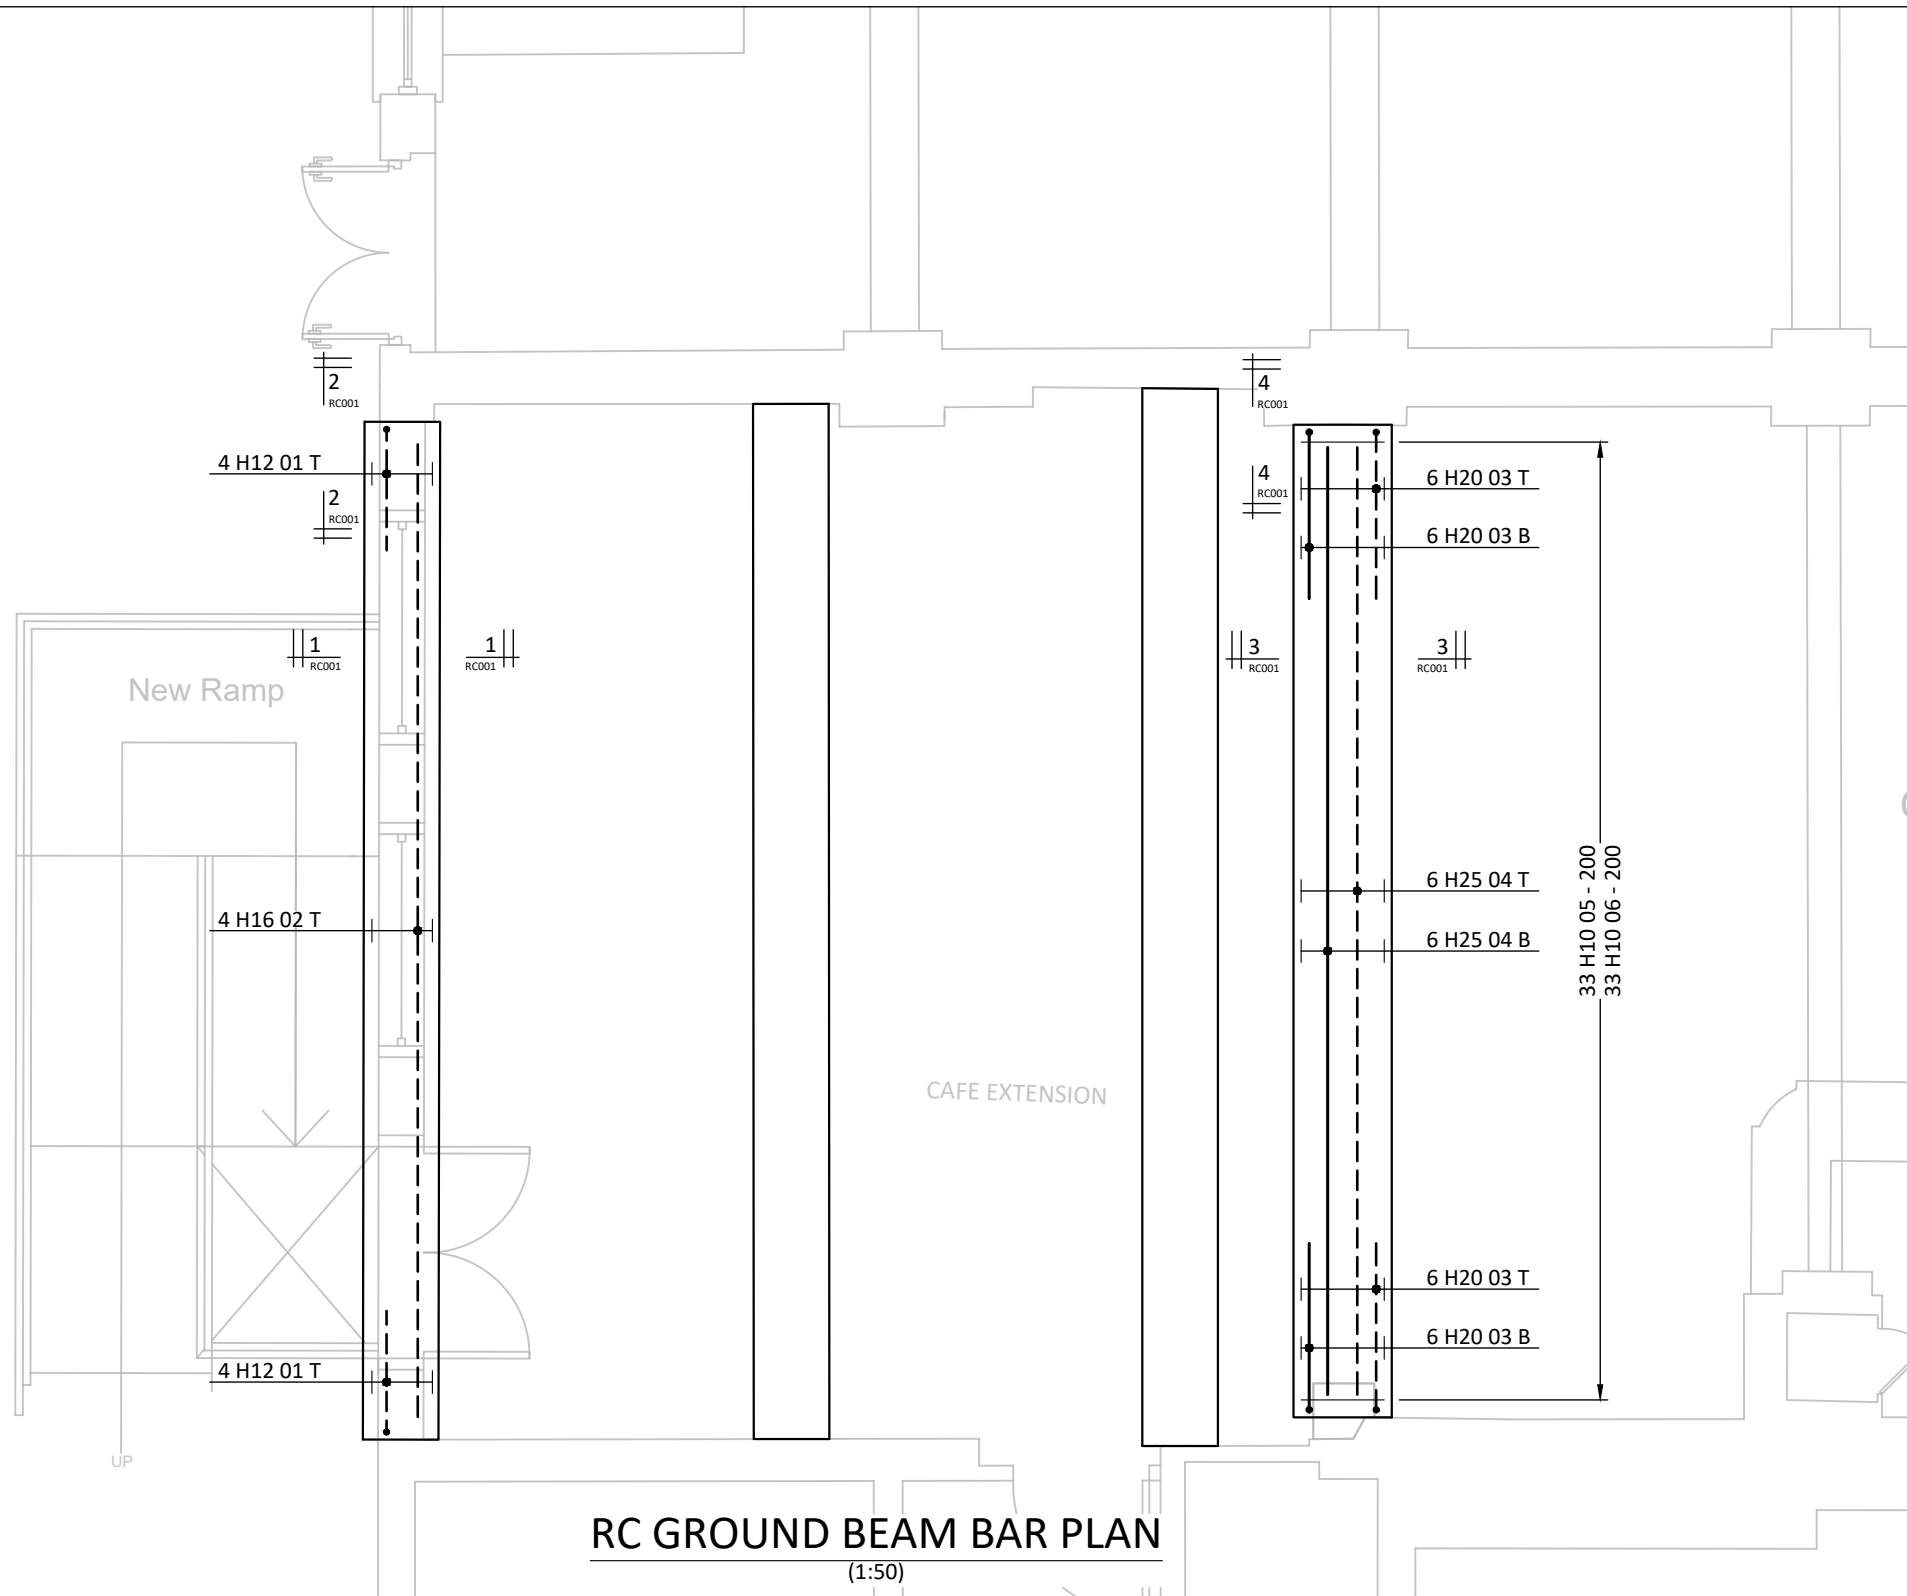 2
RC001
4
RC001
4 H12 01 T
2
RC001
4
RC001
6 H20 03 T
6 H20 03 B
1
RC001
1
RC001
3
RC001
3
RC001
New Ramp
4 H16 02 T
6 H25 04 T
6 H25 04 B
33 H10 05 - 200
33 H10 06 - 200
CAFE EXTENSION
6 H20 03 T
6 H20 03 B
4 H12 01 T
UP
RC GROUND BEAM BAR PLAN
(1:50)